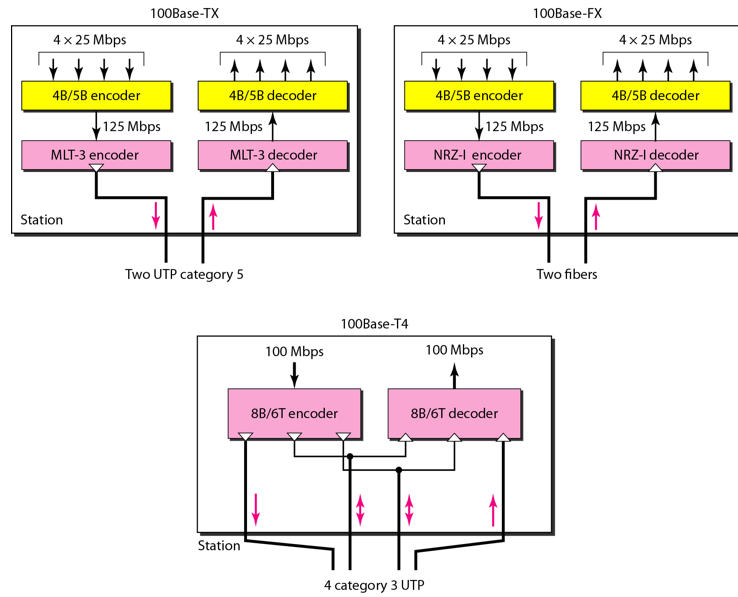 100Base-TX
4 × 25 Mbps
4 × 25 Mbps
4B/5B encoder
4B/5B decoder
125 Mbps
125 Mbps
MLT-3 encoder
MLT-3 decoder
Station
Two UTP category 5
100Base-FX
4 × 25 Mbps
4 × 25 Mbps
4B/5B encoder
4B/5B decoder
125 Mbps
125 Mbps
NRZ-I encoder
NRZ-I decoder
Station
Two fibers
100Base-T4
100 Mbps
100 Mbps
8B/6T encoder
8B/6T decoder
Station
4 category 3 UTP